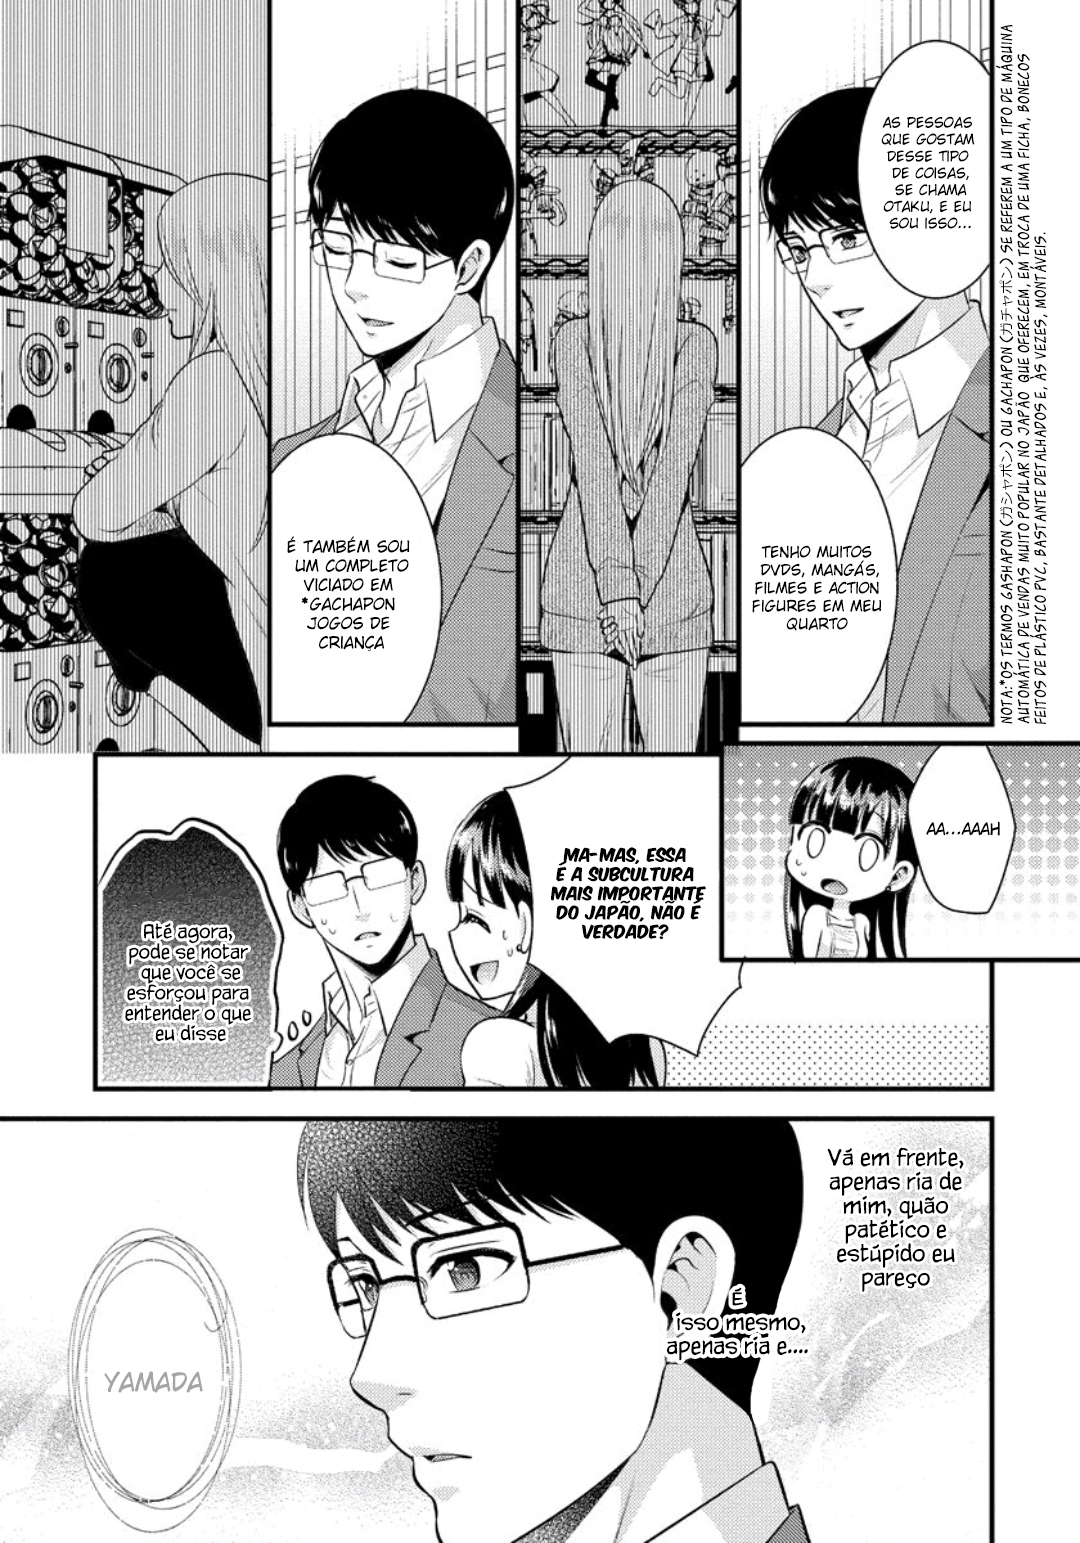 AS PESSOAS
QUE GOSTAM
DESSE TIPO
DE COISAS,
SE CHAMA
OTAKU, E EU
SOU ISSO...
TENHO MUITOS
DVDS, MANGÁS,
FILMES E ACTION
FIGURES EM MEU
QUARTO
É TAMBÉM SOU
UM COMPLETO
VICIADO EM
*GACHAPON
JOGOS DE
CRIANÇA
NOTA:*OS TERMOS GASHAPON (ガシャポン) OU GACHAPON (ガチャポン) SE REFEREM A UM TIPO DE MÁQUINA
AUTOMÁTICA DE VENDAS MUITO POPULAR NO JAPÃO QUE OFERECEM, EM TROCA DE UMA FICHA, BONECOS
FEITOS DE PLÁSTICO PVC, BASTANTE DETALHADOS E, ÀS VEZES, MONTÁVEIS.
AA...AAAH
MA-MAS, ESSA
É A SUBCULTURA
MAIS IMPORTANTE
DO JAPÃO, NÃO É
VERDADE?
Até agora,
pode se notar
que você se
esforçou para
entender o que
eu disse
Vá em frente,
apenas ria de
mim, quão
patético e
estúpido eu
pareço
É
isso mesmo,
apenas ria e....
YAMADA